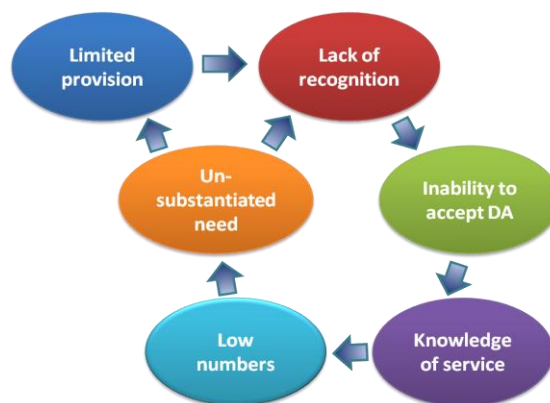 Limited
provision
Lack of
recognition
Un-
substantiated
need
Inability to
accept DA
Low
numbers
Knowledge
of service